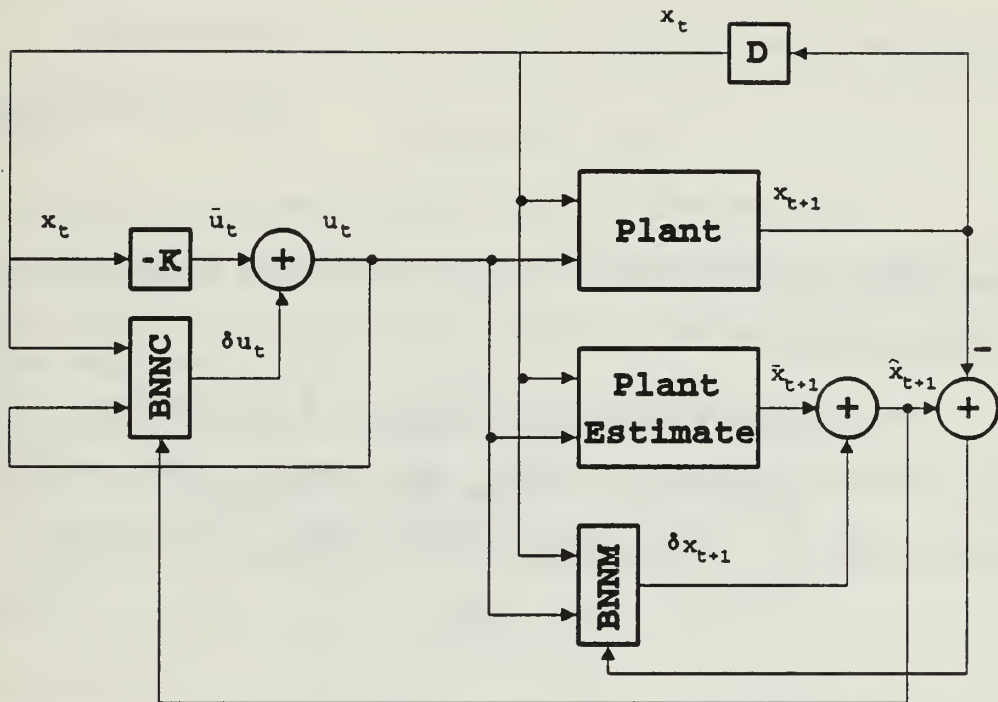 x_t
D
x_t
-K
ū_t
+
u_t
Plant
x_{t+1}
BNNC
δu_t
Plant
Estimate
x̄_{t+1}
+
x̂_{t+1}
-
+
BNNM
δx_{t+1}